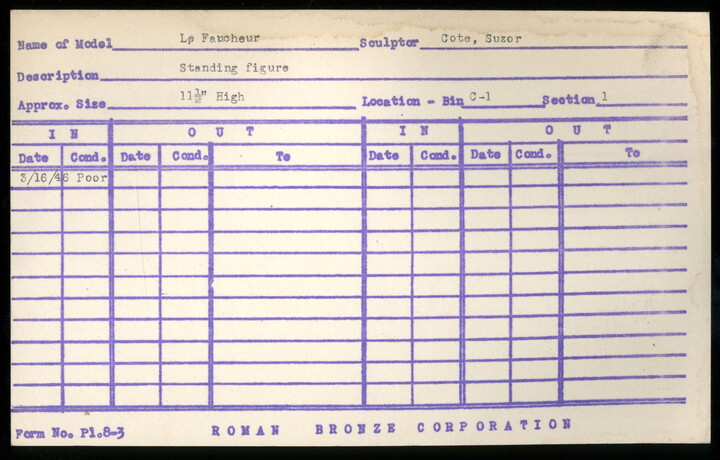 Name of Model Le Faucheur Sculptor Cote, Suzor
Description Standing figure
Approx. Size 11½" High Location - Bin C-1 Section 1
IN OUT IN OUT
Date Cond. Date Cond. To Date Cond. Date Cond. To
3/16/46 Poor
Form No. Pl.8-3 ROMAN BRONZE CORPORATION